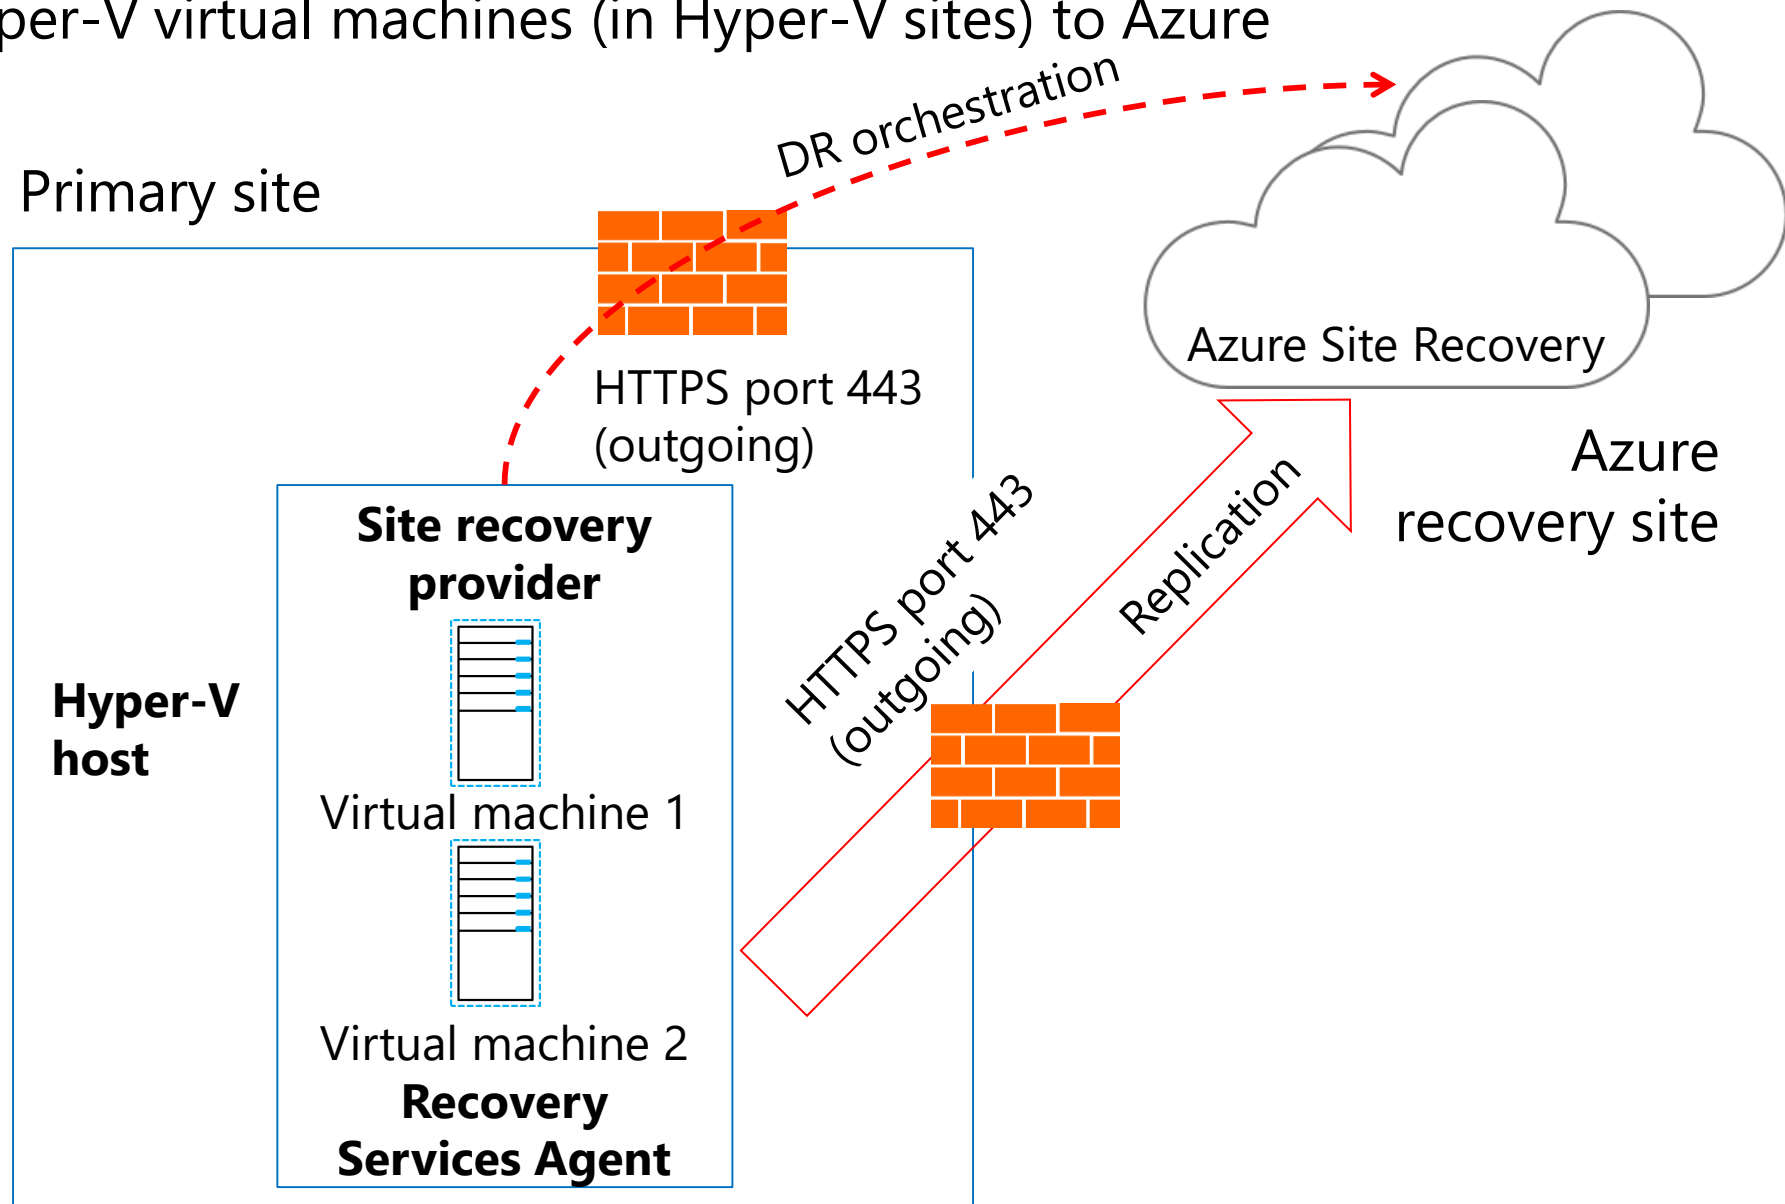 per-V virtual machines (in Hyper-V sites) to Azure
DR orchestration
Primary site
HTTPS port 443
(outgoing)
Azure Site Recovery
Azure
recovery site
Site recovery
provider
HTTPS port 443
(outgoing)
Replication
Hyper-V
host
Virtual machine 1
Virtual machine 2
Recovery
Services Agent